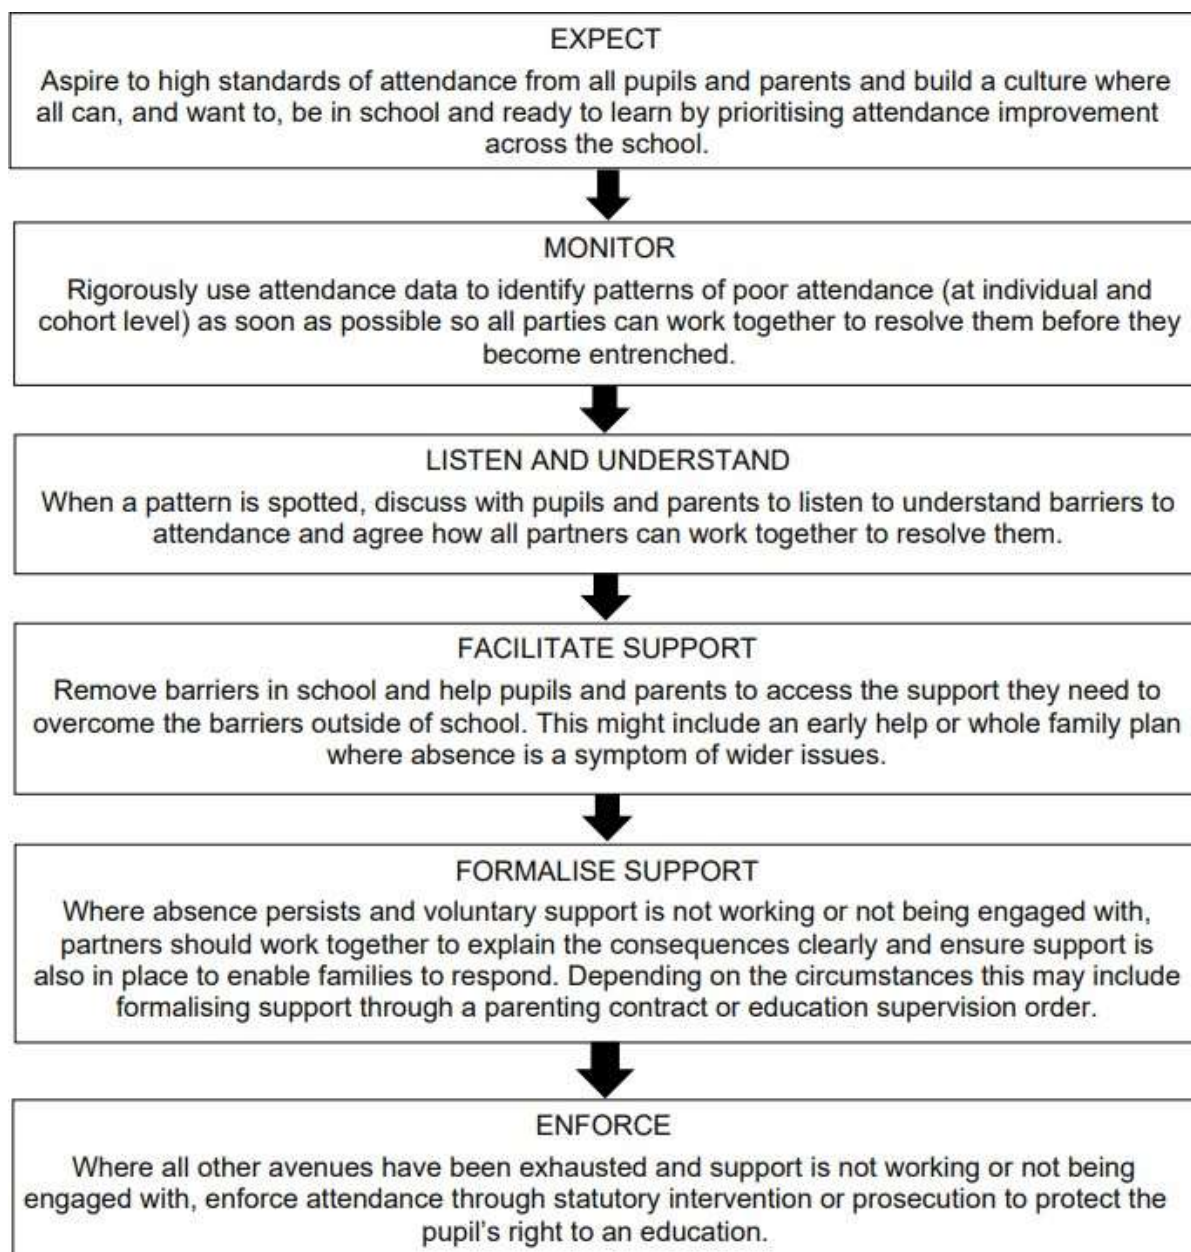 EXPECT
Aspire to high standards of attendance from all pupils and parents and build a culture where
all can, and want to, be in school and ready to learn by prioritising attendance improvement
across the school.
MONITOR
Rigorously use attendance data to identify patterns of poor attendance (at individual and
cohort level) as soon as possible so all parties can work together to resolve them before they
become entrenched.
LISTEN AND UNDERSTAND
When a pattern is spotted, discuss with pupils and parents to listen to understand barriers to
attendance and agree how all partners can work together to resolve them.
FACILITATE SUPPORT
Remove barriers in school and help pupils and parents to access the support they need to
overcome the barriers outside of school. This might include an early help or whole family plan
where absence is a symptom of wider issues.
FORMALISE SUPPORT
Where absence persists and voluntary support is not working or not being engaged with,
partners should work together to explain the consequences clearly and ensure support is
also in place to enable families to respond. Depending on the circumstances this may include
formalising support through a parenting contract or education supervision order.
ENFORCE
Where all other avenues have been exhausted and support is not working or not being
engaged with, enforce attendance through statutory intervention or prosecution to protect the
pupil's right to an education.